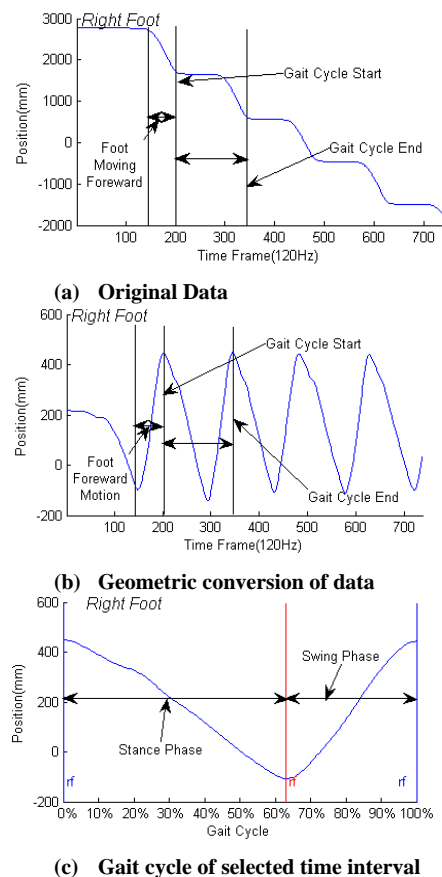 Right Foot
3000
2000
1000
0
-1000
-2000
Position(mm)
Gait Cycle Start
Foot
Moving
Foreward
Gait Cycle End
100 200 300 400 500 600 700
Time Frame(120Hz)
(a) Original Data
Right Foot
600
400
200
0
-200
Position(mm)
Gait Cycle Start
Foot
Foreward
Motion
Gait Cycle End
0 100 200 300 400 500 600 700
Time Frame(120Hz)
(b) Geometric conversion of data
Right Foot
600
400
200
0
-200
Position(mm)
Swing Phase
Stance Phase
rf rf rf
0% 10% 20% 30% 40% 50% 60% 70% 80% 90% 100%
Gait Cycle
(c) Gait cycle of selected time interval